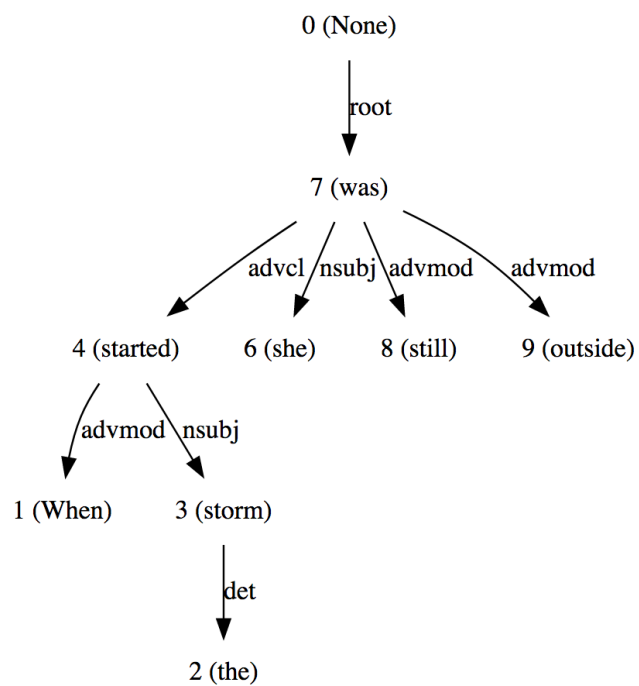 0 (None)
root
7 (was)
advcl nsubj advmod advmod
4 (started) 6 (she) 8 (still) 9 (outside)
advmod nsubj
1 (When) 3 (storm)
det
2 (the)